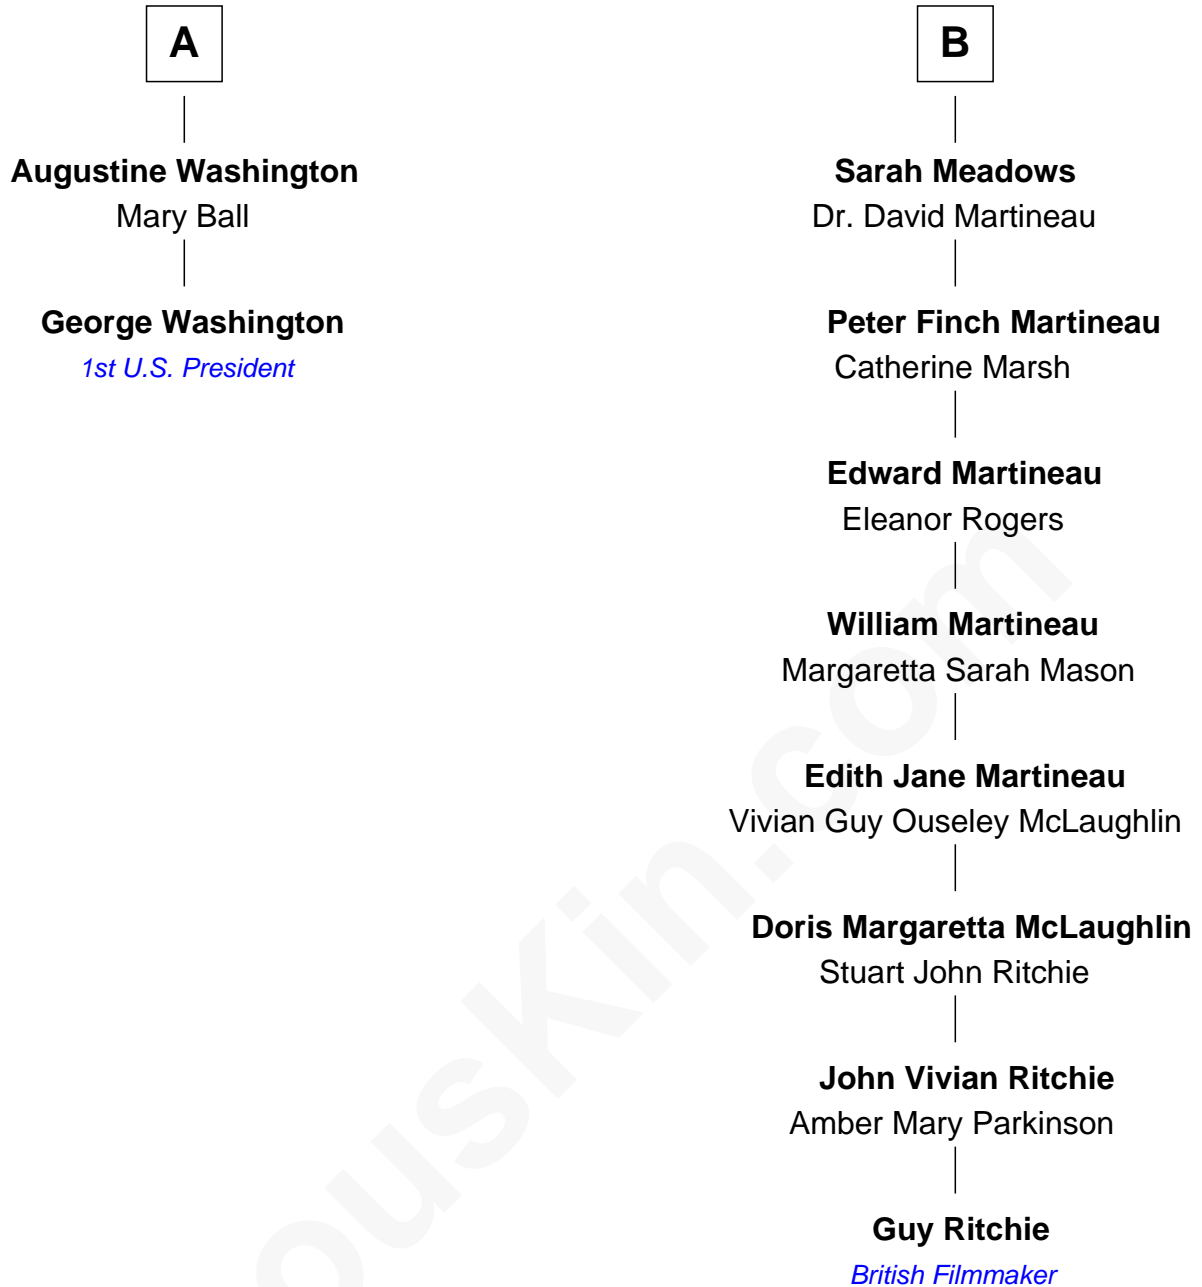 A
Augustine Washington
Mary Ball
George Washington
1st U.S. President
B
Sarah Meadows
Dr. David Martineau
Peter Finch Martineau
Catherine Marsh
Edward Martineau
Eleanor Rogers
William Martineau
Margaretta Sarah Mason
Edith Jane Martineau
Vivian Guy Ouseley McLaughlin
Doris Margaretta McLaughlin
Stuart John Ritchie
John Vivian Ritchie
Amber Mary Parkinson
Guy Ritchie
British Filmmaker
ousKin.com